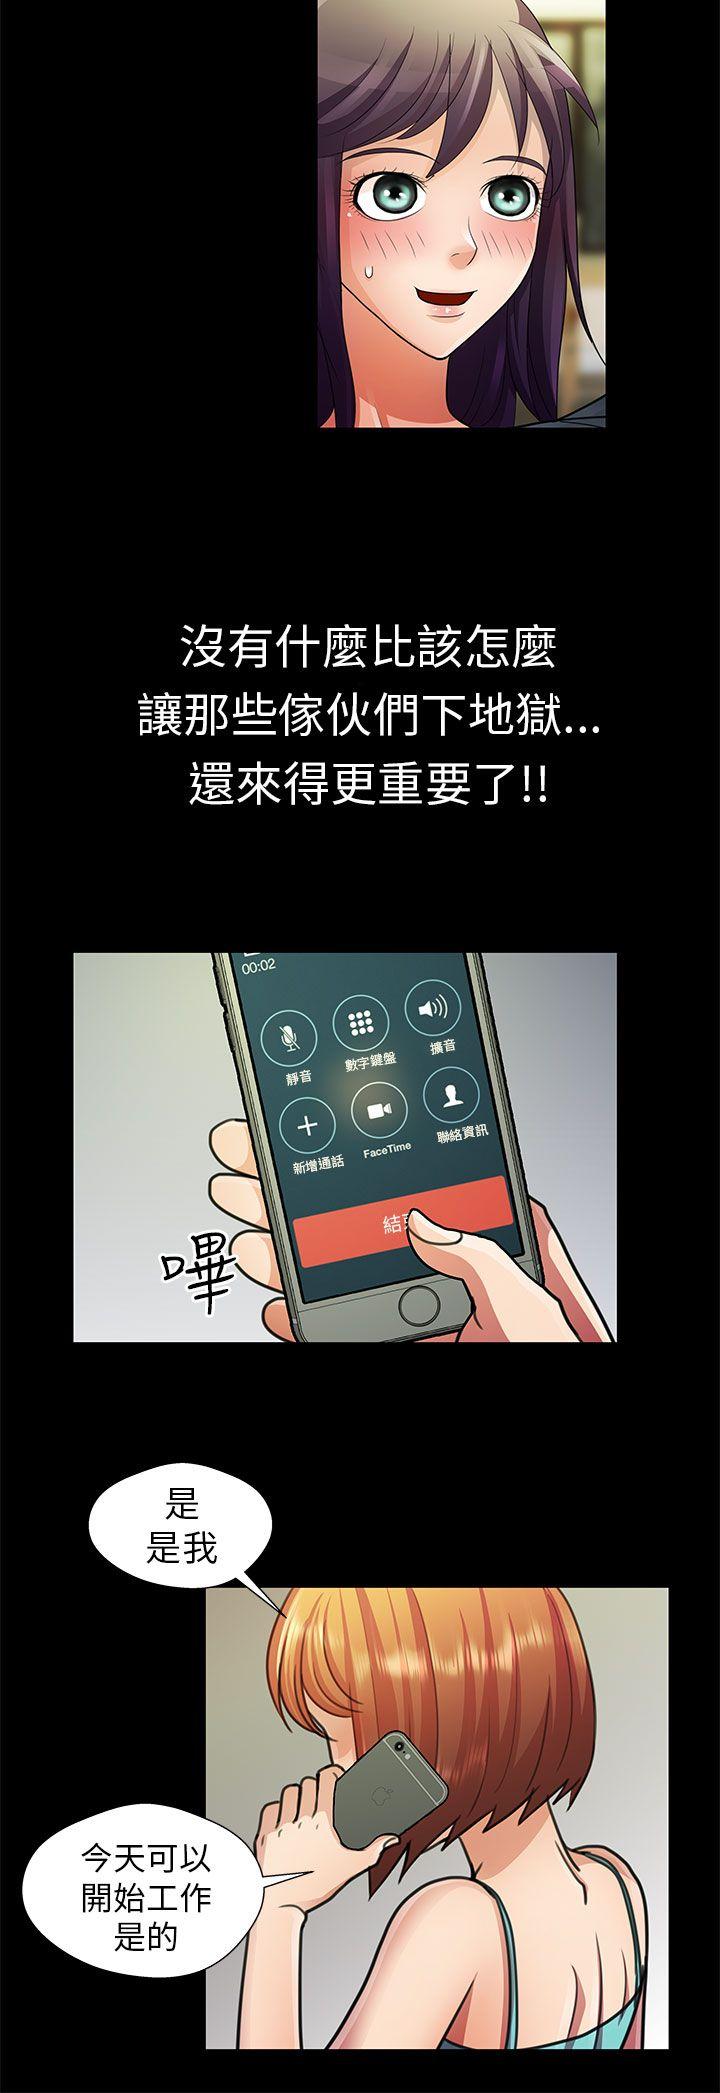 沒有什麼比該怎麼
讓那些傢伙們下地獄...
還來得更重要了!!
00:02
靜音
數字鍵盤
擴音
新增通話
FaceTime
聯絡資訊
結
嗶
是
是我
今天可以
開始工作
是的